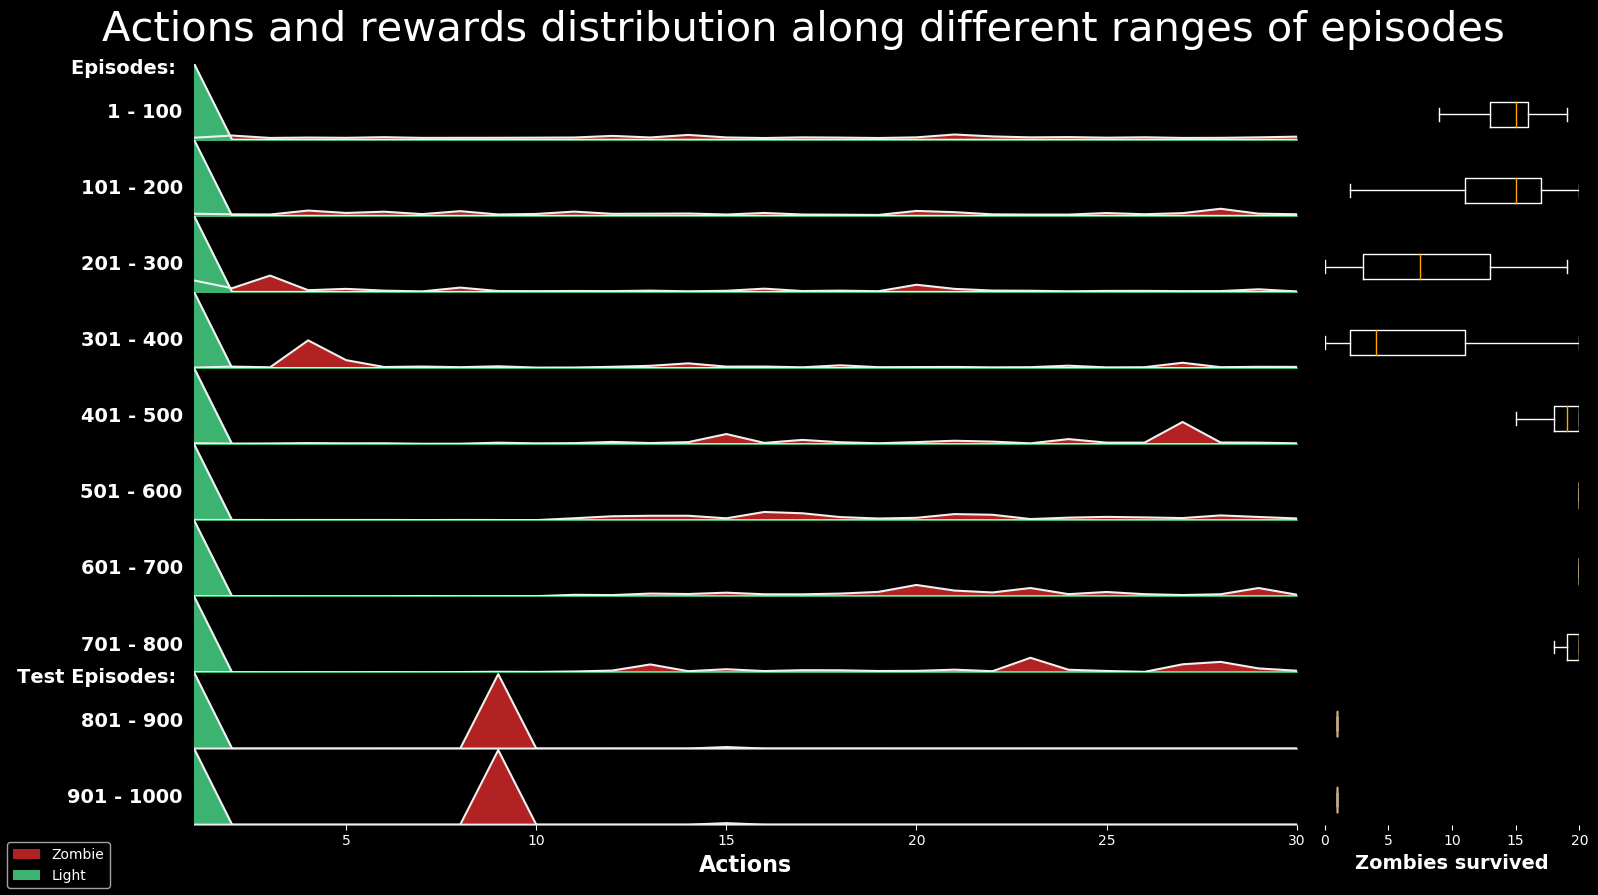 Actions and rewards distribution along different ranges of episodes
Episodes:
1 - 100
101 - 200
201 - 300
301 - 400
401 - 500
501 - 600
601 - 700
701 - 800
Test Episodes:
801 - 900
901 - 1000
5 10 15 20 25 30
Actions
0 5 10 15 20
Zombies survived
Zombie
Light